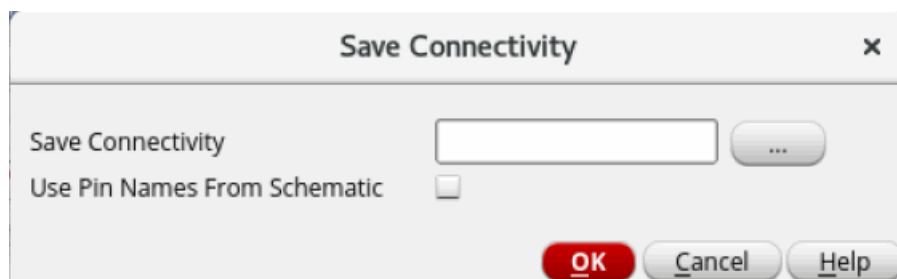 Save Connectivity
Save Connectivity
...
Use Pin Names From Schematic
OK Cancel Help